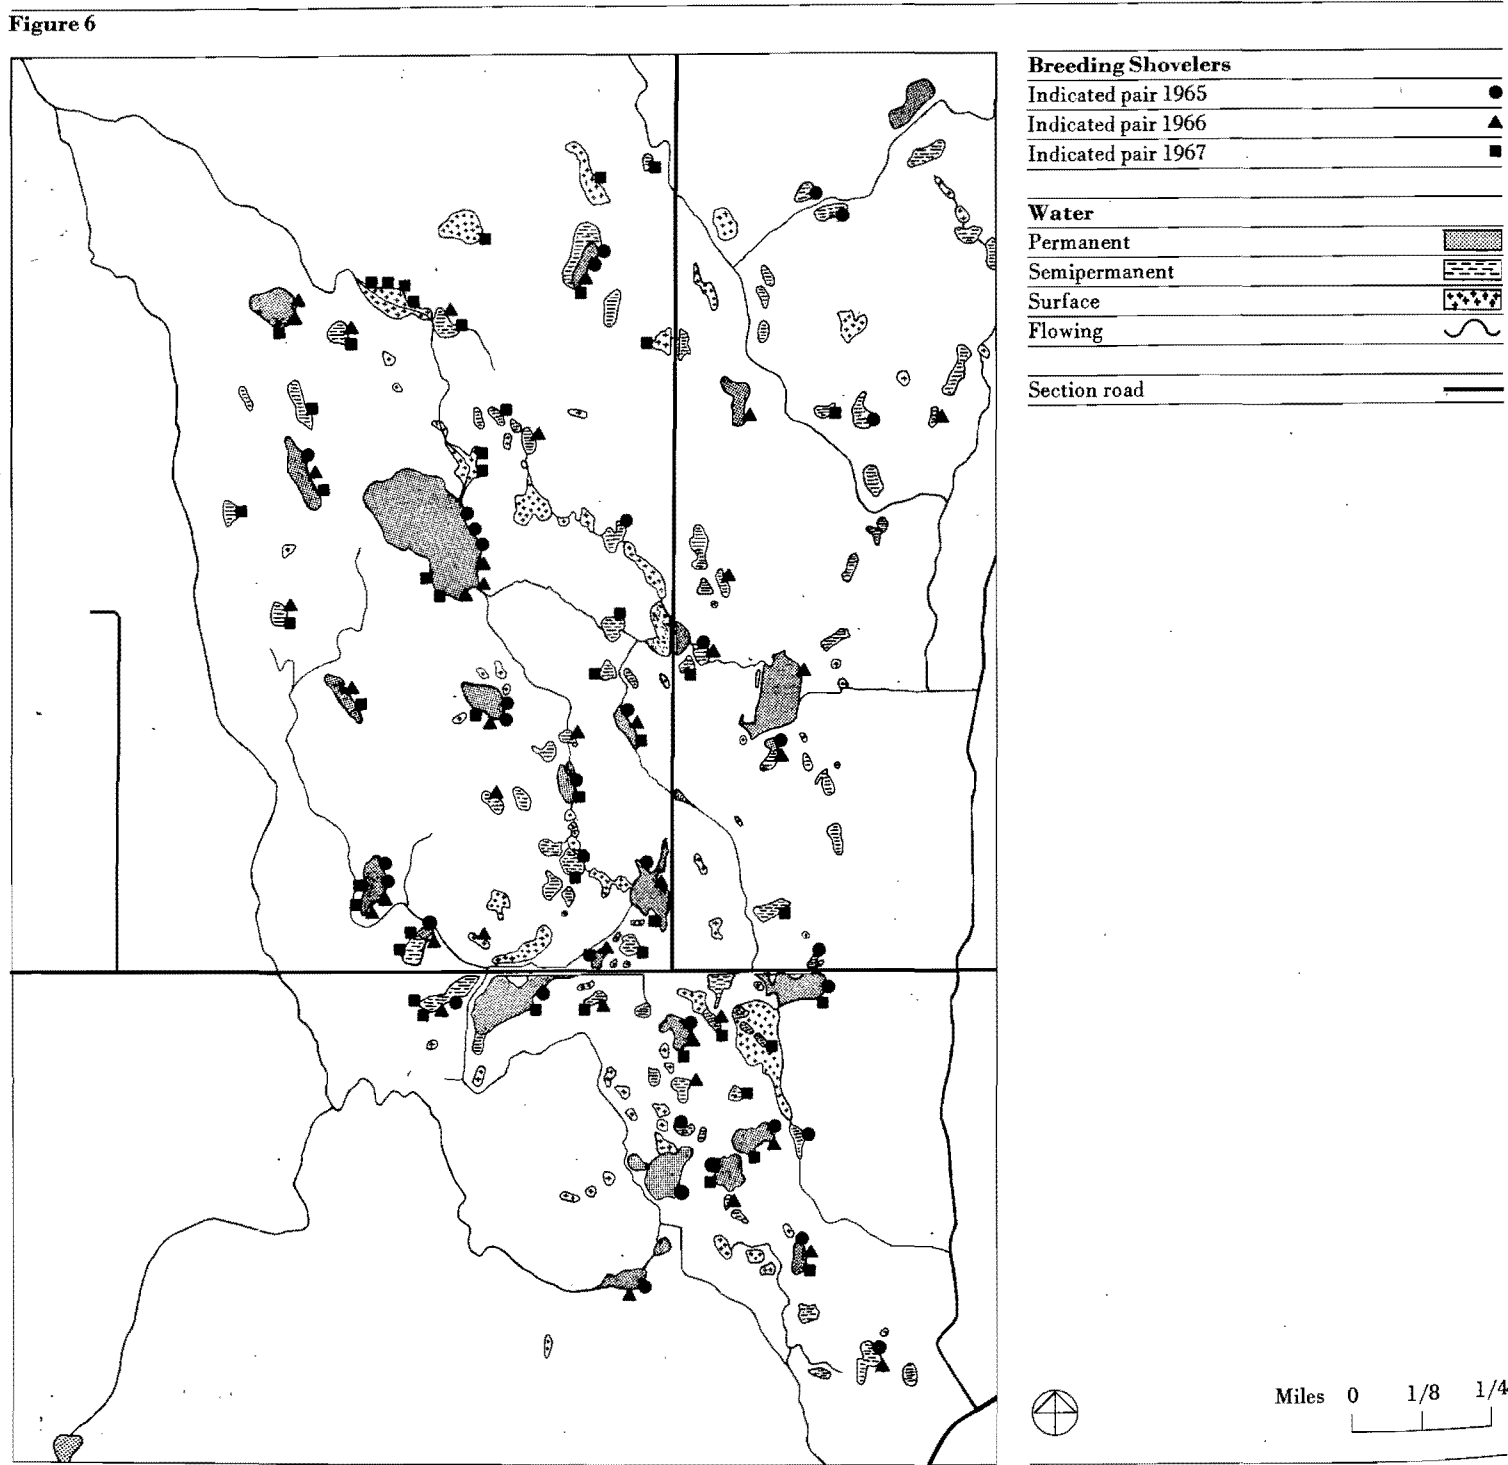 Figure 6
Breeding Shovelers
Indicated pair 1965
Indicated pair 1966
Indicated pair 1967
Water
Permanent
Semipermanent
Surface
Flowing
Section road
Miles 0 1/8 1/4